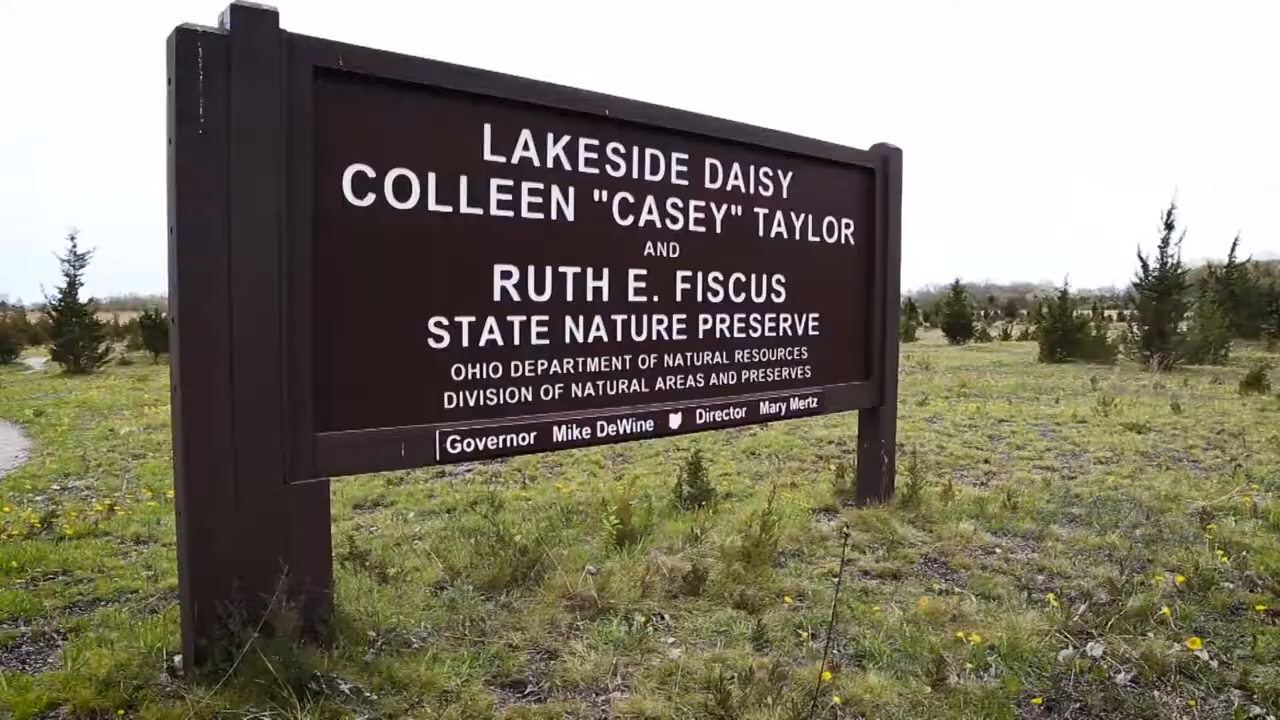 LAKESIDE DAISY
COLLEEN "CASEY" TAYLOR
AND
RUTH E. FISCUS
STATE NATURE PRESERVE
OHIO DEPARTMENT OF NATURAL RESOURCES
DIVISION OF NATURAL AREAS AND PRESERVES
Governor Mike DeWine Director Mary Mertz